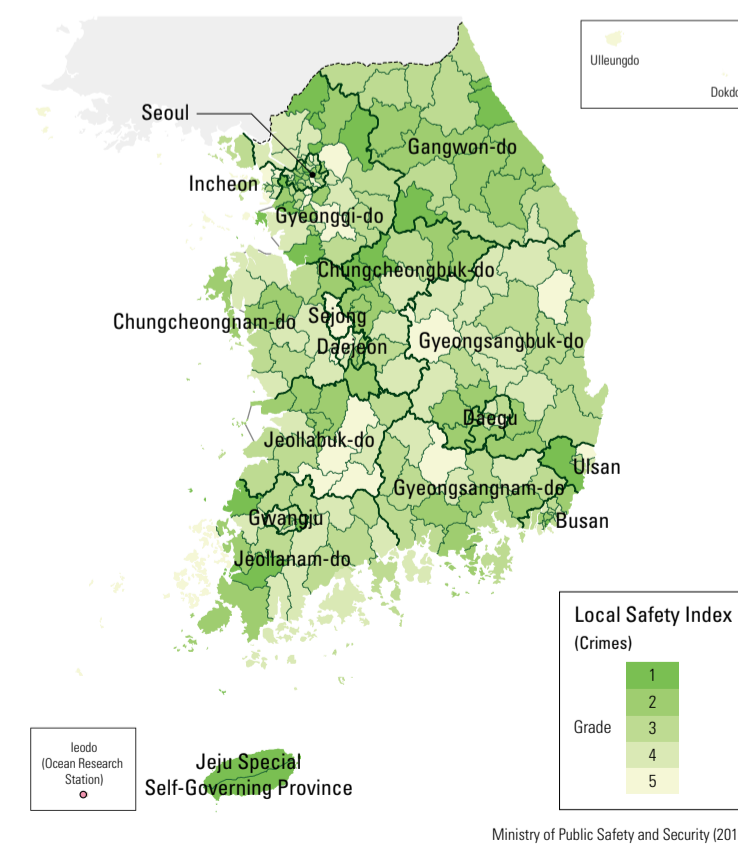 Ulleungdo
Dokdo
Seoul
Gangwon-do
Incheon
Gyeonggi-do
Chungcheongbuk-do
Sejong
Chungcheongnam-do
Daejeon
Gyeongsangbuk-do
Daegu
Jeollabuk-do
Ulsan
Gyeongsangnam-do
Gwangju
Busan
Jeollanam-do
Local Safety Index
(Crimes)
1
2
Grade 3
4
5
Ieodo
(Ocean Research
Station)
Jeju Special
Self-Governing Province
Ministry of Public Safety and Security (201